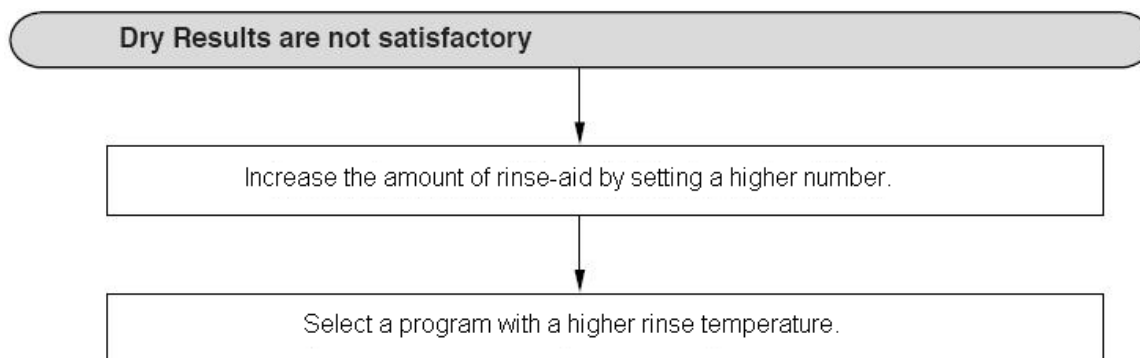 Dry Results are not satisfactory
Increase the amount of rinse-aid by setting a higher number.
Select a program with a higher rinse temperature.